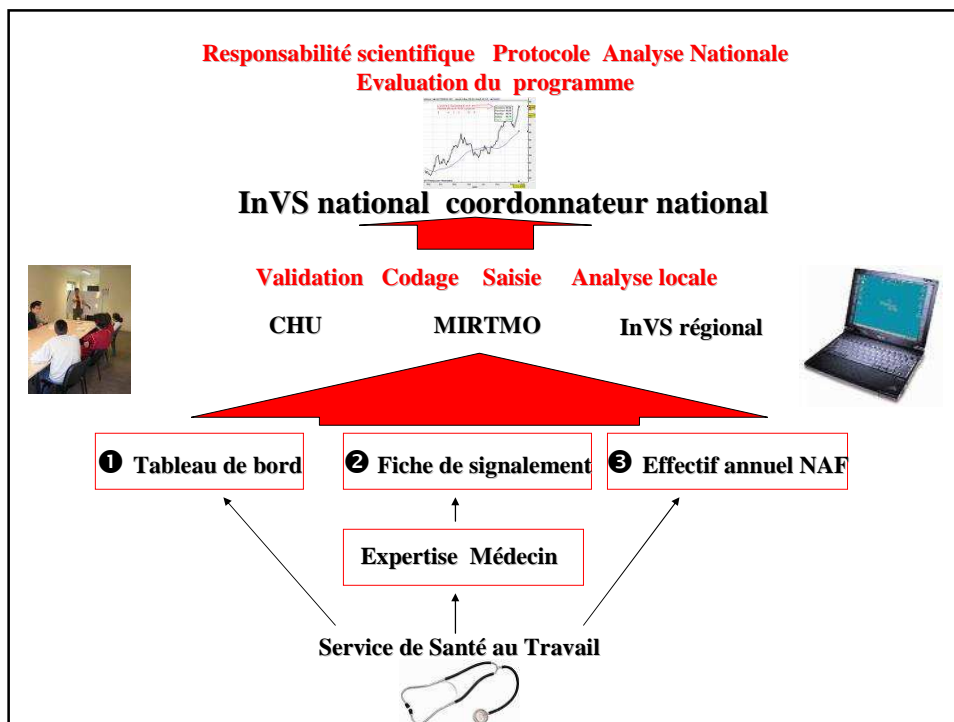 Responsabilité scientifique Protocole Analyse Nationale
Evaluation du programme
InVS national coordonnateur national
Validation Codage Saisie Analyse locale
CHU MIRTMO InVS régional
❶ Tableau de bord ❷ Fiche de signalement ❸ Effectif annuel NAF
Expertise Médecin
Service de Santé au Travail